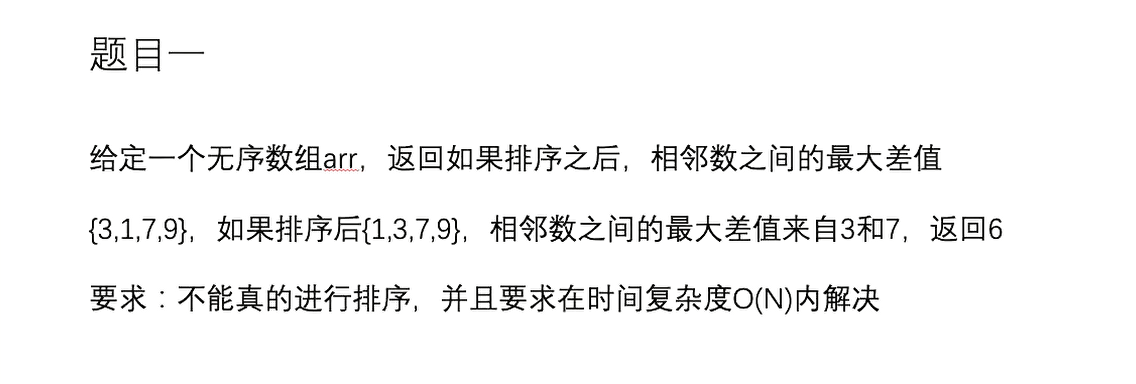 题目一
给定一个无序数组arr，返回如果排序之后，相邻数之间的最大差值
{3,1,7,9}，如果排序后{1,3,7,9}，相邻数之间的最大差值来自3和7，返回6
要求：不能真的进行排序，并且要求在时间复杂度O(N)内解决